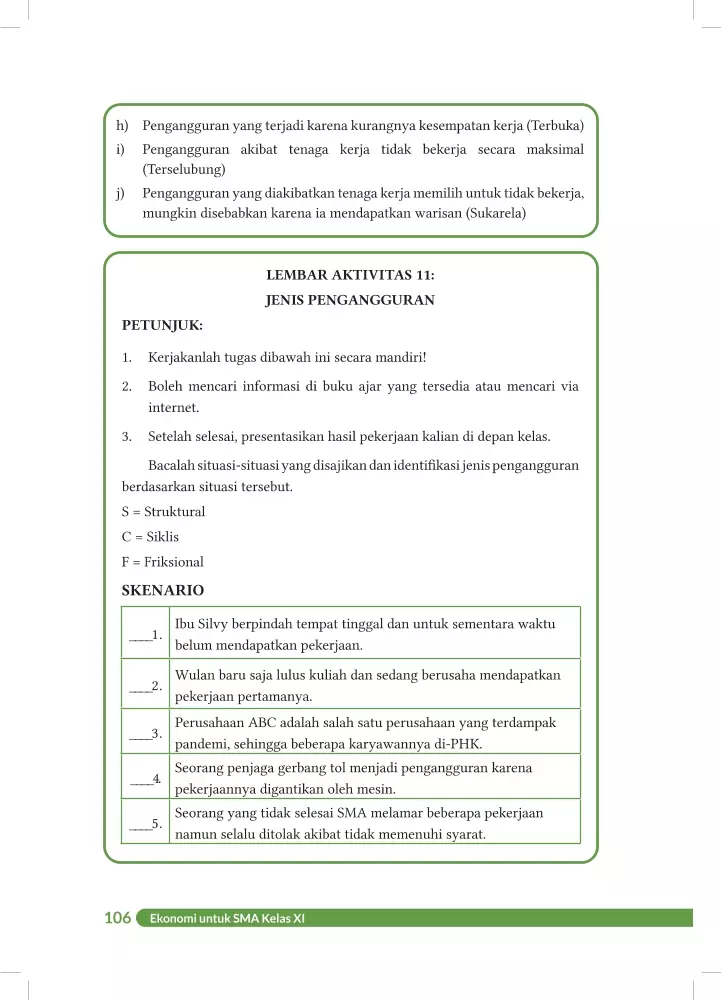 h) Pengangguran yang terjadi karena kurangnya kesempatan kerja (Terbuka)
i) Pengangguran akibat tenaga kerja tidak bekerja secara maksimal
(Terselubung)
j) Pengangguran yang diakibatkan tenaga kerja memilih untuk tidak bekerja,
mungkin disebabkan karena ia mendapatkan warisan (Sukarela)
LEMBAR AKTIVITAS 11:
JENIS PENGANGGURAN
PETUNJUK:
1. Kerjakanlah tugas dibawah ini secara mandiri!
2. Boleh mencari informasi di buku ajar yang tersedia atau mencari via
internet.
3. Setelah selesai, presentasikan hasil pekerjaan kalian di depan kelas.
Bacalah situasi-situasi yang disajikan dan identifikasi jenis pengangguran
berdasarkan situasi tersebut.
S = Struktural
C = Siklis
F = Friksional
SKENARIO
____1. Ibu Silvy berpindah tempat tinggal dan untuk sementara waktu
belum mendapatkan pekerjaan.
____2. Wulan baru saja lulus kuliah dan sedang berusaha mendapatkan
pekerjaan pertamanya.
____3. Perusahaan ABC adalah salah satu perusahaan yang terdampak
pandemi, sehingga beberapa karyawannya di-PHK.
____4. Seorang penjaga gerbang tol menjadi pengangguran karena
pekerjaannya digantikan oleh mesin.
____5. Seorang yang tidak selesai SMA melamar beberapa pekerjaan
namun selalu ditolak akibat tidak memenuhi syarat.
106 Ekonomi untuk SMA Kelas XI